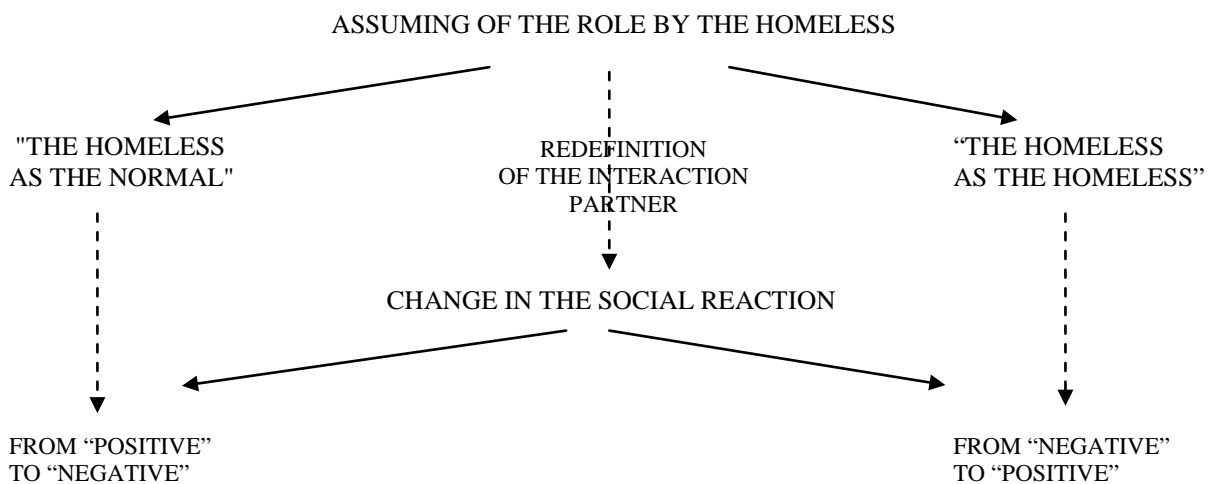 ASSUMING OF THE ROLE BY THE HOMELESS
"THE HOMELESS
AS THE NORMAL"
REDEFINITION
OF THE INTERACTION
PARTNER
“THE HOMELESS
AS THE HOMELESS”
CHANGE IN THE SOCIAL REACTION
FROM “POSITIVE”
TO “NEGATIVE”
FROM “NEGATIVE”
TO “POSITIVE”